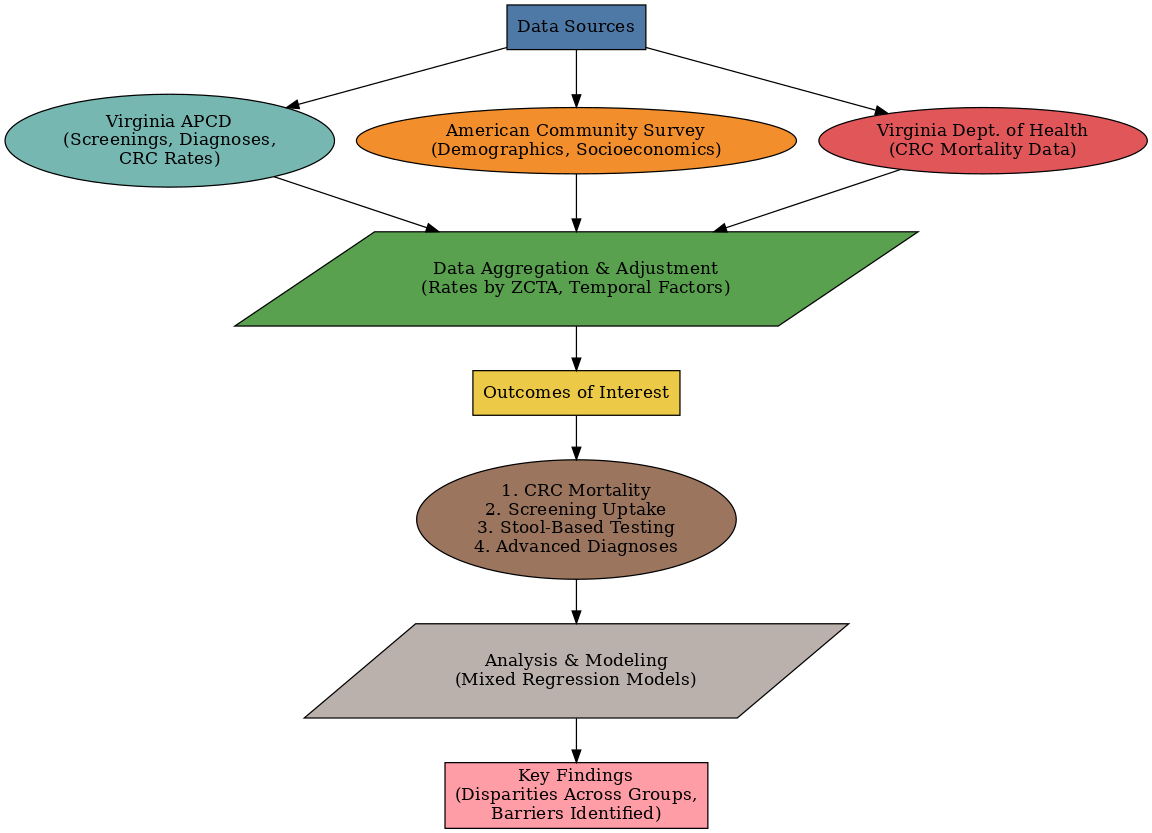 Data Sources
Virginia APCD
(Screenings, Diagnoses,
CRC Rates)
American Community Survey
(Demographics, Socioeconomics)
Virginia Dept. of Health
(CRC Mortality Data)
Data Aggregation & Adjustment
(Rates by ZCTA, Temporal Factors)
Outcomes of Interest
1. CRC Mortality
2. Screening Uptake
3. Stool-Based Testing
4. Advanced Diagnoses
Analysis & Modeling
(Mixed Regression Models)
Key Findings
(Disparities Across Groups,
Barriers Identified)